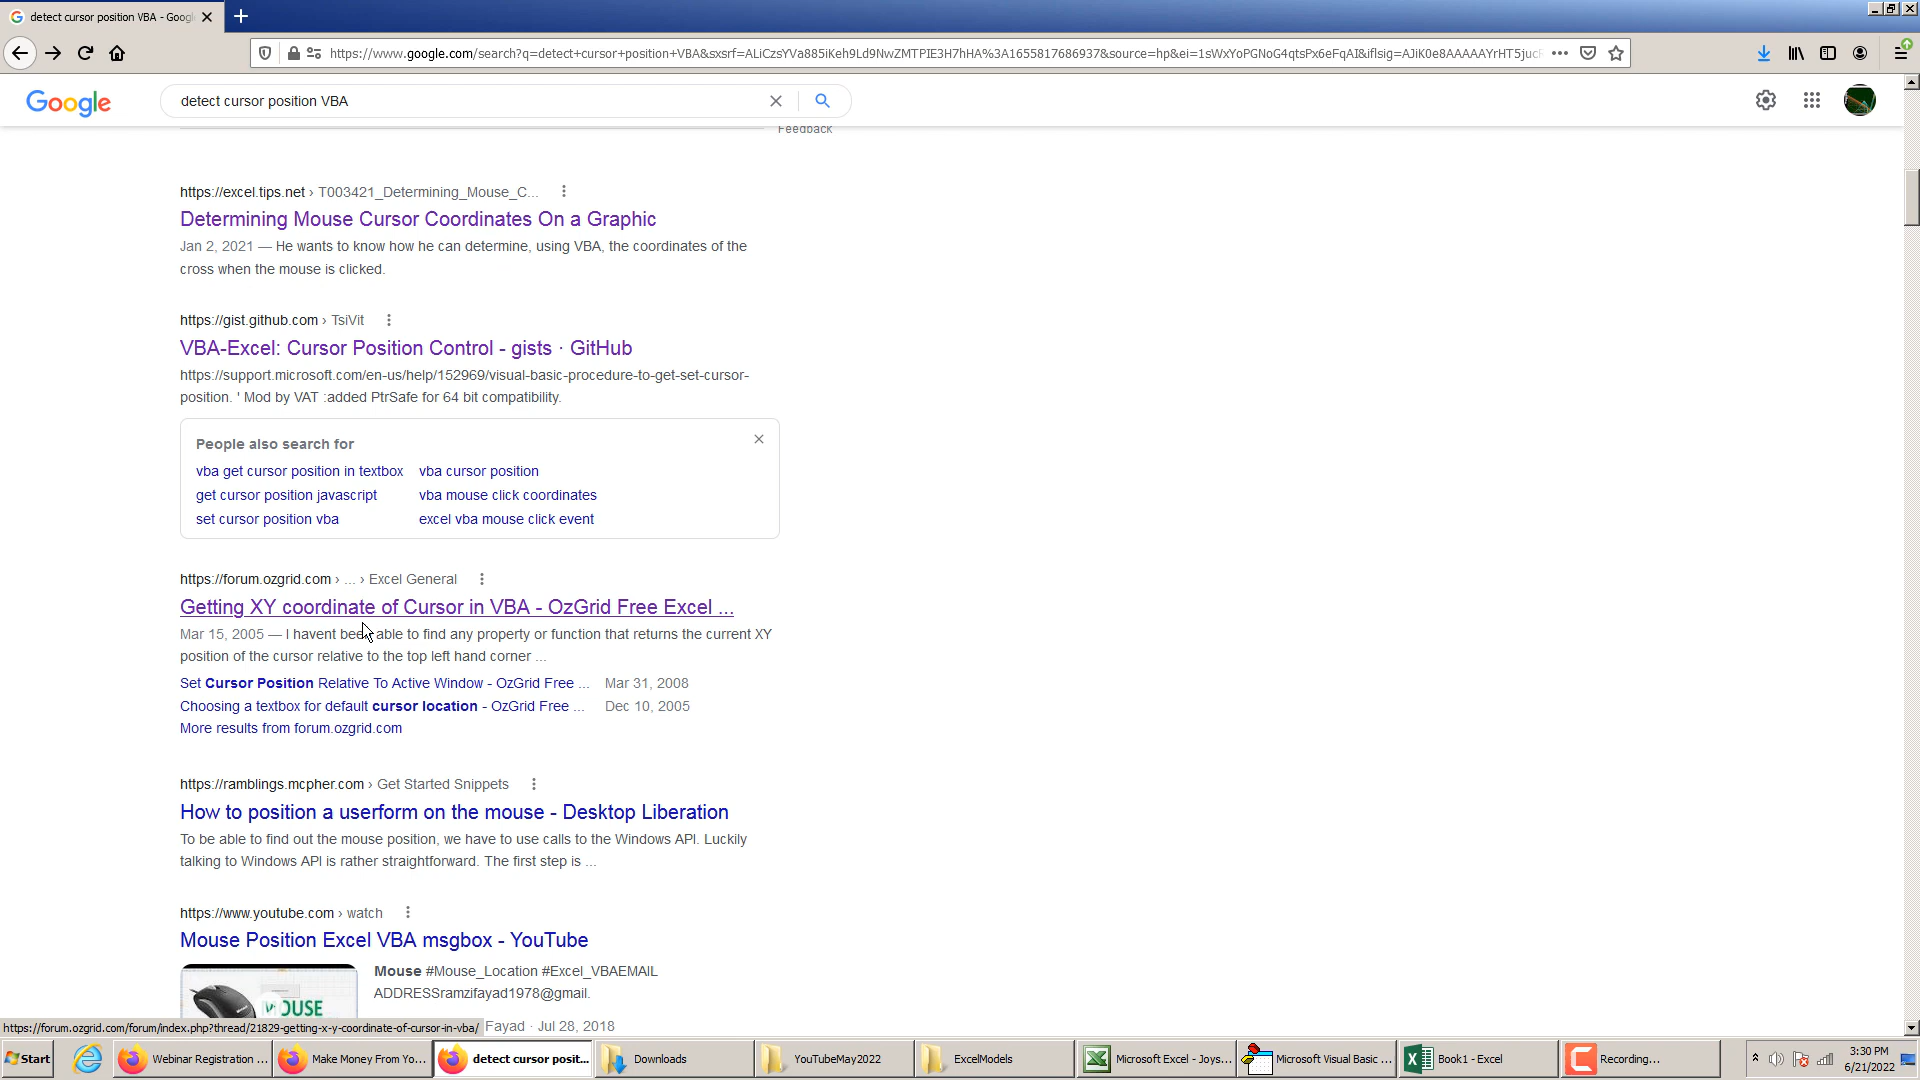 detect cursor position VBA - Googl
https://www.google.com/search?q=detect+cursor+position+VBA&sxsrf=ALiCzsYVa885iKeh9Ld9NwZMTPIE3H7hHA%3A1655817686937&source=hp&ei=1sWxYoPGNoG4qtsPx6eFqAI&iflsig=AJiK0e8AAAAAYrHT5juc
Google
detect cursor position VBA
Feedback
https://excel.tips.net › T003421_Determining_Mouse_C...
Determining Mouse Cursor Coordinates On a Graphic
Jan 2, 2021 — He wants to know how he can determine, using VBA, the coordinates of the
cross when the mouse is clicked.
https://gist.github.com › TsiVit
VBA-Excel: Cursor Position Control - gists · GitHub
https://support.microsoft.com/en-us/help/152969/visual-basic-procedure-to-get-set-cursor-
position. ' Mod by VAT :added PtrSafe for 64 bit compatibility.
People also search for
vba get cursor position in textbox vba cursor position
get cursor position javascript vba mouse click coordinates
set cursor position vba excel vba mouse click event
https://forum.ozgrid.com › ... › Excel General
Getting XY coordinate of Cursor in VBA - OzGrid Free Excel ...
Mar 15, 2005 — I havent been able to find any property or function that returns the current XY
position of the cursor relative to the top left hand corner ...
Set Cursor Position Relative To Active Window - OzGrid Free ... Mar 31, 2008
Choosing a textbox for default cursor location - OzGrid Free ... Dec 10, 2005
More results from forum.ozgrid.com
https://ramblings.mcpher.com › Get Started Snippets
How to position a userform on the mouse - Desktop Liberation
To be able to find out the mouse position, we have to use calls to the Windows API. Luckily
talking to Windows API is rather straightforward. The first step is ...
https://www.youtube.com › watch
Mouse Position Excel VBA msgbox - YouTube
Mouse #Mouse_Location #Excel_VBAEMAIL
ADDRESSramzifayad1978@gmail.
MOUSE
Fayad · Jul 28, 2018
https://forum.ozgrid.com/forum/index.php?thread/21829-getting-x-y-coordinate-of-cursor-in-vba/
Start
Webinar Registration ...
Make Money From Yo...
detect cursor posit...
Downloads
YouTubeMay2022
ExcelModels
Microsoft Excel - Joys...
Microsoft Visual Basic ...
Book1 - Excel
Recording...
3:30 PM
6/21/2022